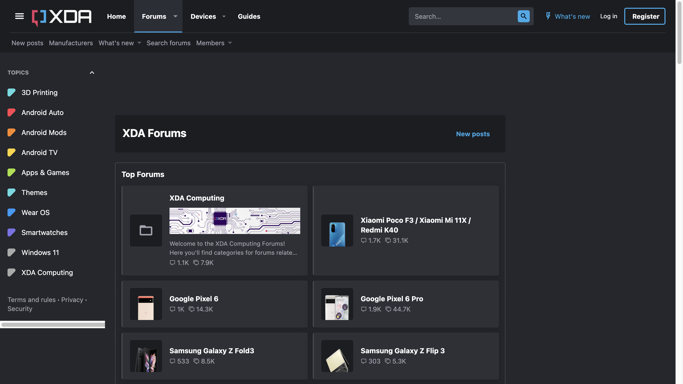 XDA
Home
Forums
Devices
Guides
Search...
What's new
Log in
Register
New posts
Manufacturers
What's new
Search forums
Members
TOPICS
3D Printing
Android Auto
Android Mods
Android TV
Apps & Games
Themes
Wear OS
Smartwatches
Windows 11
XDA Computing
Terms and rules • Privacy •
Security
XDA Forums
New posts
Top Forums
XDA Computing
Welcome to the XDA Computing Forums!
Here you'll find categories for forums relate...
1.1K 7.9K
Xiaomi Poco F3 / Xiaomi Mi 11X /
Redmi K40
1.7K 31.1K
Google Pixel 6
1K 14.3K
Google Pixel 6 Pro
1.9K 44.7K
Samsung Galaxy Z Fold3
533 8.5K
Samsung Galaxy Z Flip 3
303 5.3K